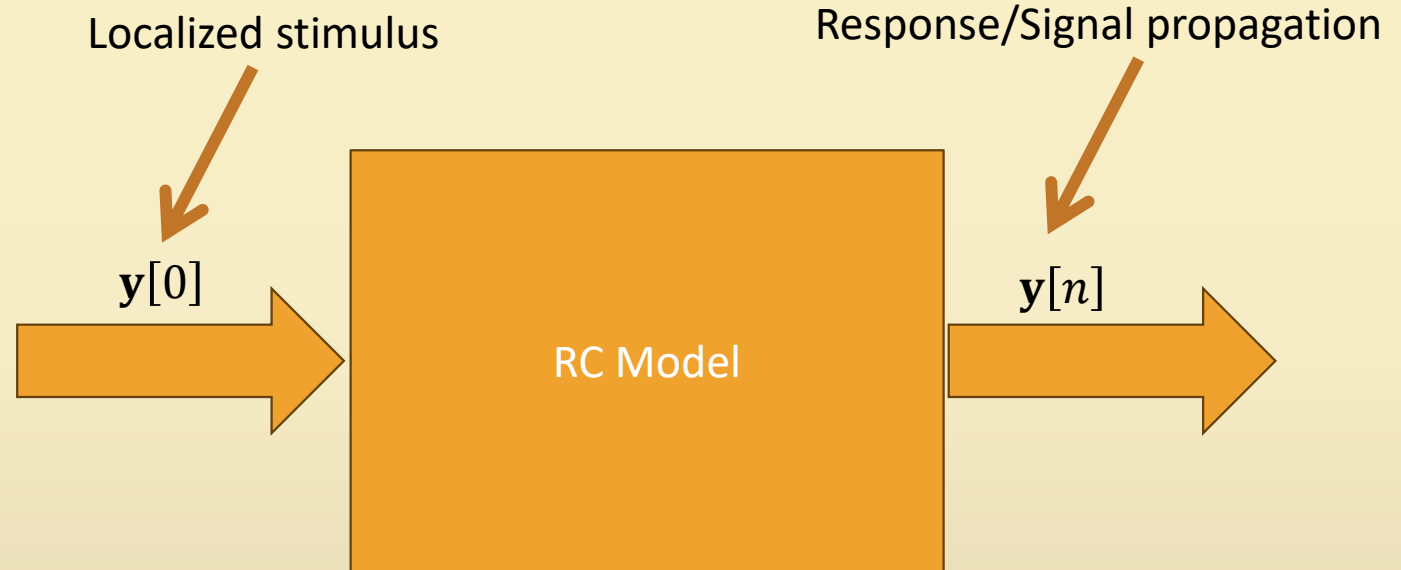 Localized stimulus
Response/Signal propagation
𝐲[0]
𝐲[𝑛]
RC Model